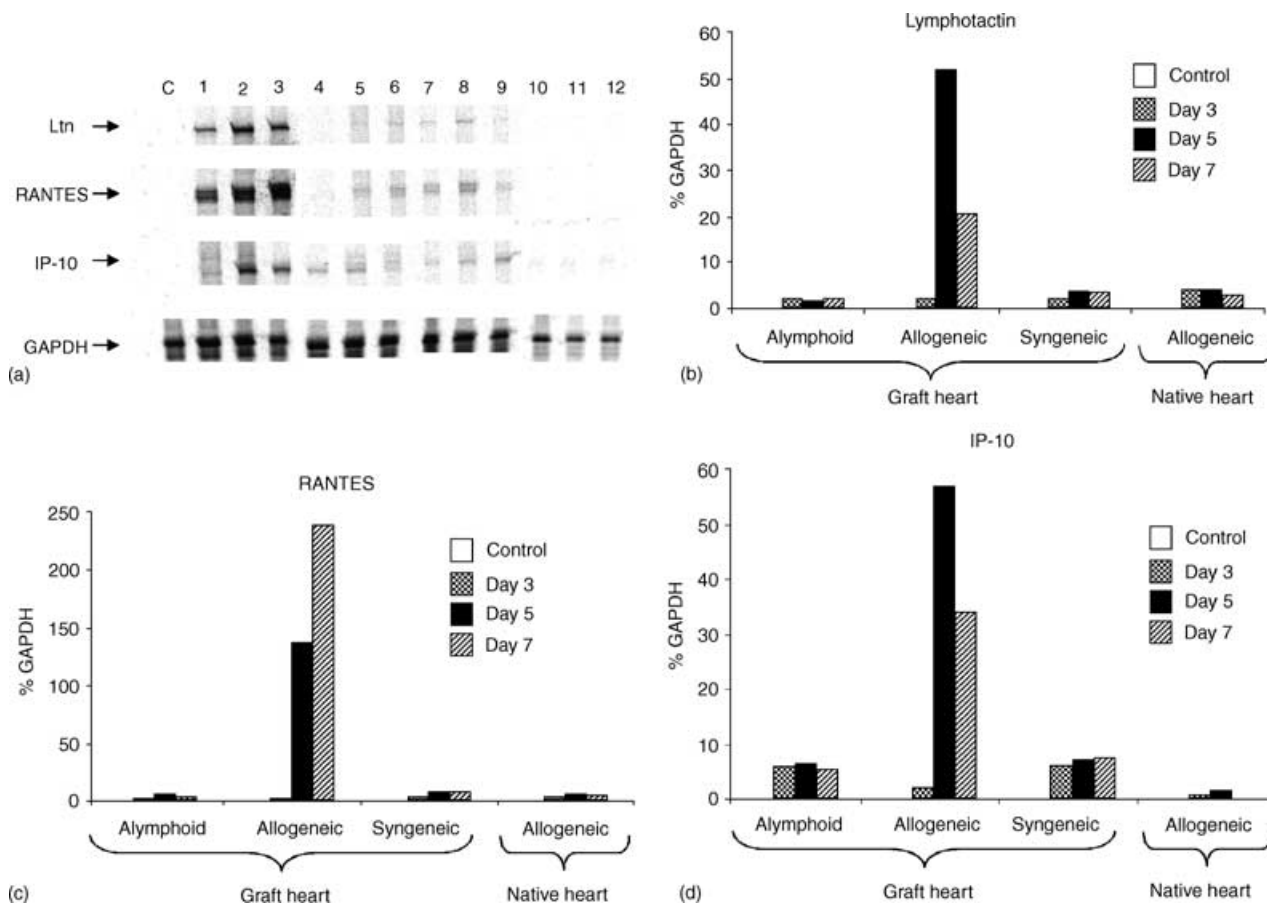 C 1 2 3 4 5 6 7 8 9 10 11 12
Ltn
RANTES
IP-10
GAPDH
(a)
Lymphotactin
60
50
40
30
20
10
0
% GAPDH
Control
Day 3
Day 5
Day 7
Alymphoid Allogeneic Syngeneic Allogeneic
Graft heart Native heart
(b)
RANTES
250
200
150
100
50
0
% GAPDH
Control
Day 3
Day 5
Day 7
Alymphoid Allogeneic Syngeneic Allogeneic
Graft heart Native heart
(c)
IP-10
60
50
40
30
20
10
0
% GAPDH
Control
Day 3
Day 5
Day 7
Alymphoid Allogeneic Syngeneic Allogeneic
Graft heart Native heart
(d)